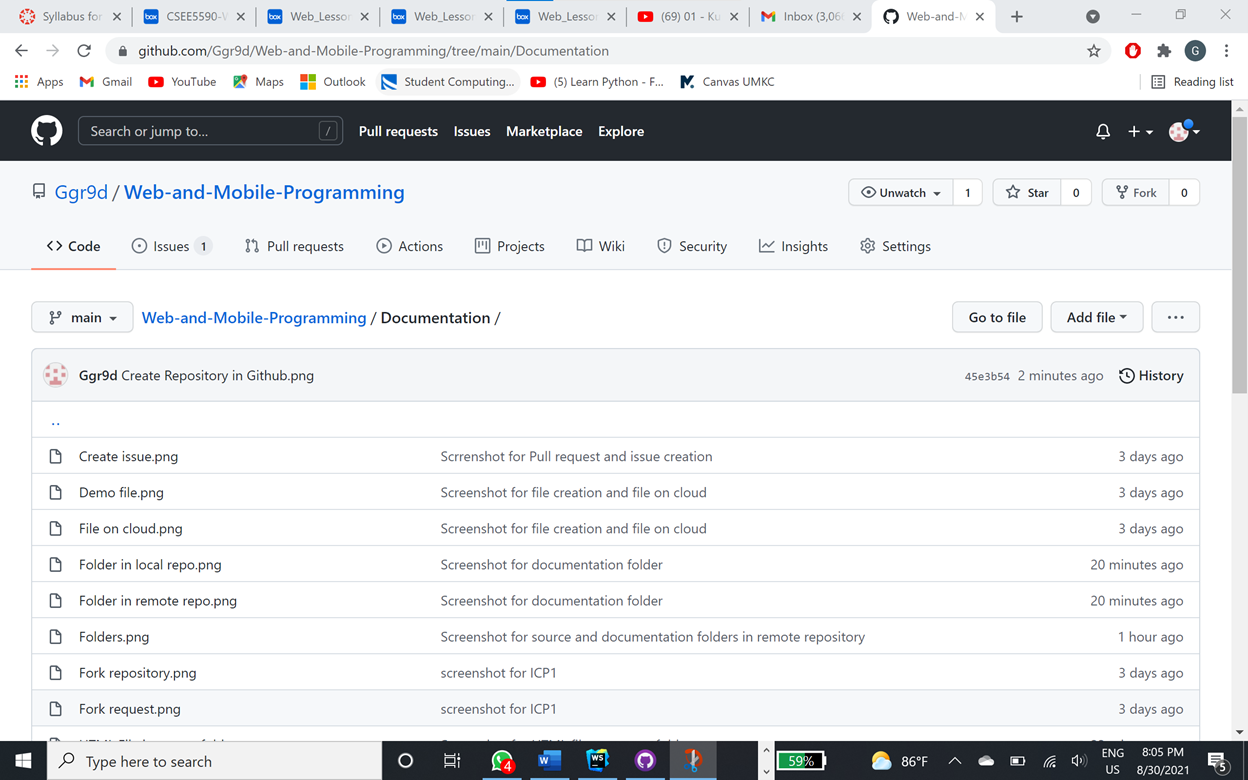 Syllabus for
CSEE5590-W
Web_Lesson
Web_Lesson
Web_Lesson
(69) 01 - Ku
Inbox (3,06
Web-and-M
github.com/Ggr9d/Web-and-Mobile-Programming/tree/main/Documentation
G
Apps
Gmail
YouTube
Maps
Outlook
Student Computing...
(5) Learn Python - F...
Canvas UMKC
Reading list
Search or jump to...
/
Pull requests
Issues
Marketplace
Explore
Ggr9d / Web-and-Mobile-Programming
Unwatch
1
Star
0
Fork
0
Code
Issues 1
Pull requests
Actions
Projects
Wiki
Security
Insights
Settings
main
Web-and-Mobile-Programming / Documentation /
Go to file
Add file
...
Ggr9d Create Repository in Github.png
45e3b54 2 minutes ago
History
..
Create issue.png Scrrenshot for Pull request and issue creation 3 days ago
Demo file.png Screenshot for file creation and file on cloud 3 days ago
File on cloud.png Screenshot for file creation and file on cloud 3 days ago
Folder in local repo.png Screenshot for documentation folder 20 minutes ago
Folder in remote repo.png Screenshot for documentation folder 20 minutes ago
Folders.png Screenshot for source and documentation folders in remote repository 1 hour ago
Fork repository.png screenshot for ICP1 3 days ago
Fork request.png screenshot for ICP1 3 days ago
Type here to search
4
W
WS
59%
86°F
ENG
US
8:05 PM
8/30/2021
5